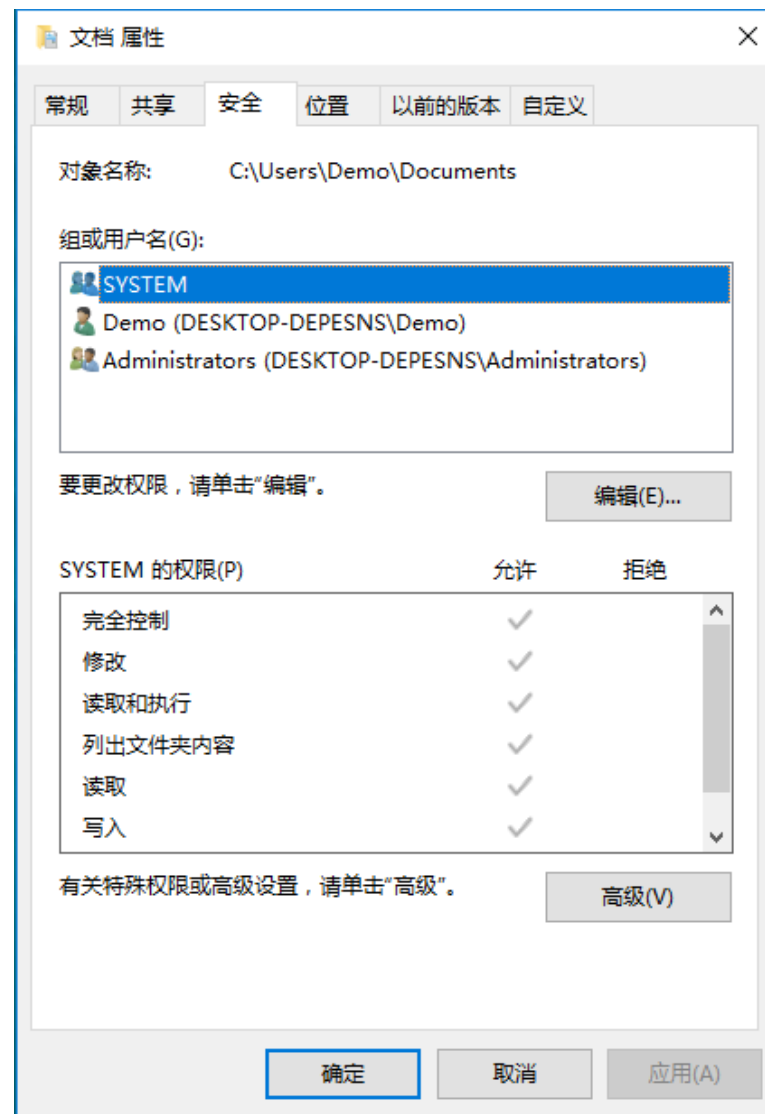 文档 属性
常规 共享 安全 位置 以前的版本 自定义
对象名称: C:\Users\Demo\Documents
组或用户名(G):
SYSTEM
Demo (DESKTOP-DEPESNS\Demo)
Administrators (DESKTOP-DEPESNS\Administrators)
要更改权限，请单击“编辑”。
编辑(E)...
SYSTEM 的权限(P) 允许 拒绝
完全控制
修改
读取和执行
列出文件夹内容
读取
写入
有关特殊权限或高级设置，请单击“高级”。
高级(V)
确定 取消 应用(A)